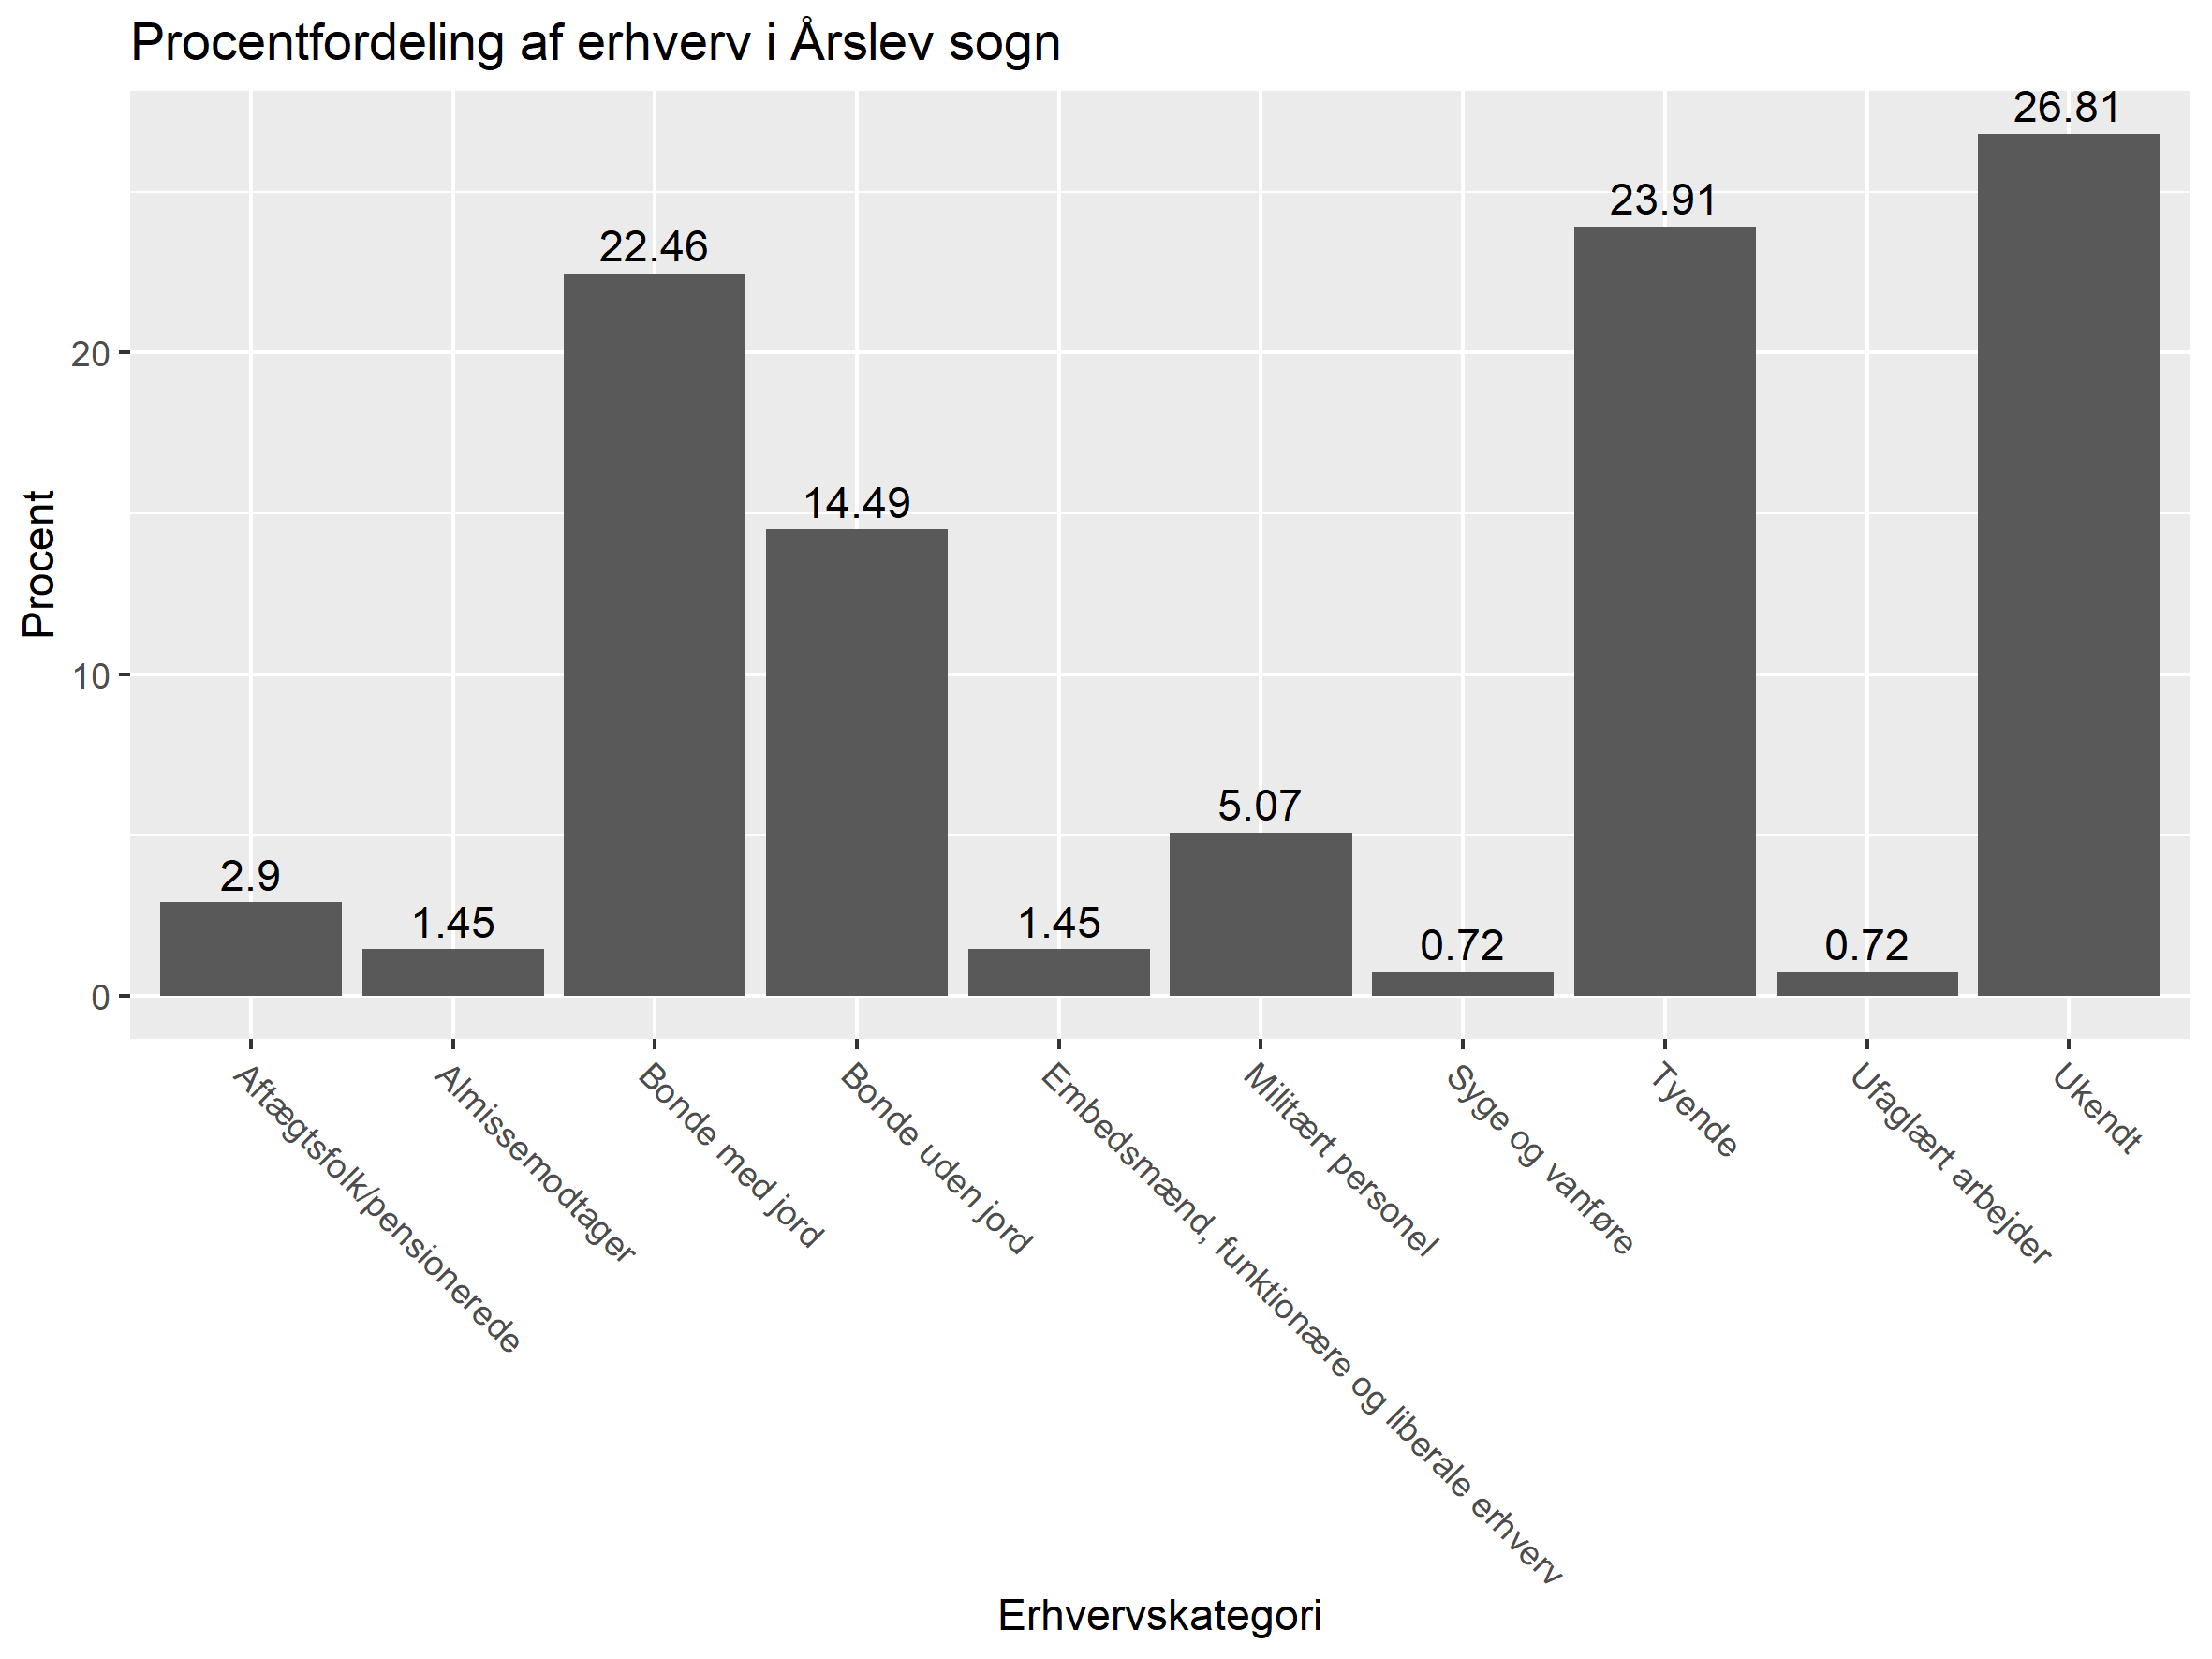 Procentfordeling af erhverv i Årslev sogn
26.81
23.91
22.46
14.49
5.07
2.9
1.45
1.45
0.72
0.72
20
10
0
Procent
Aftægtsfolk/pensionerede
Almissemodtager
Bonde med jord
Bonde uden jord
Embedsmænd, funktionære og liberale erhverv
Militært personel
Syge og vanføre
Tyende
Ufaglært arbejder
Ukendt
Erhvervskategori